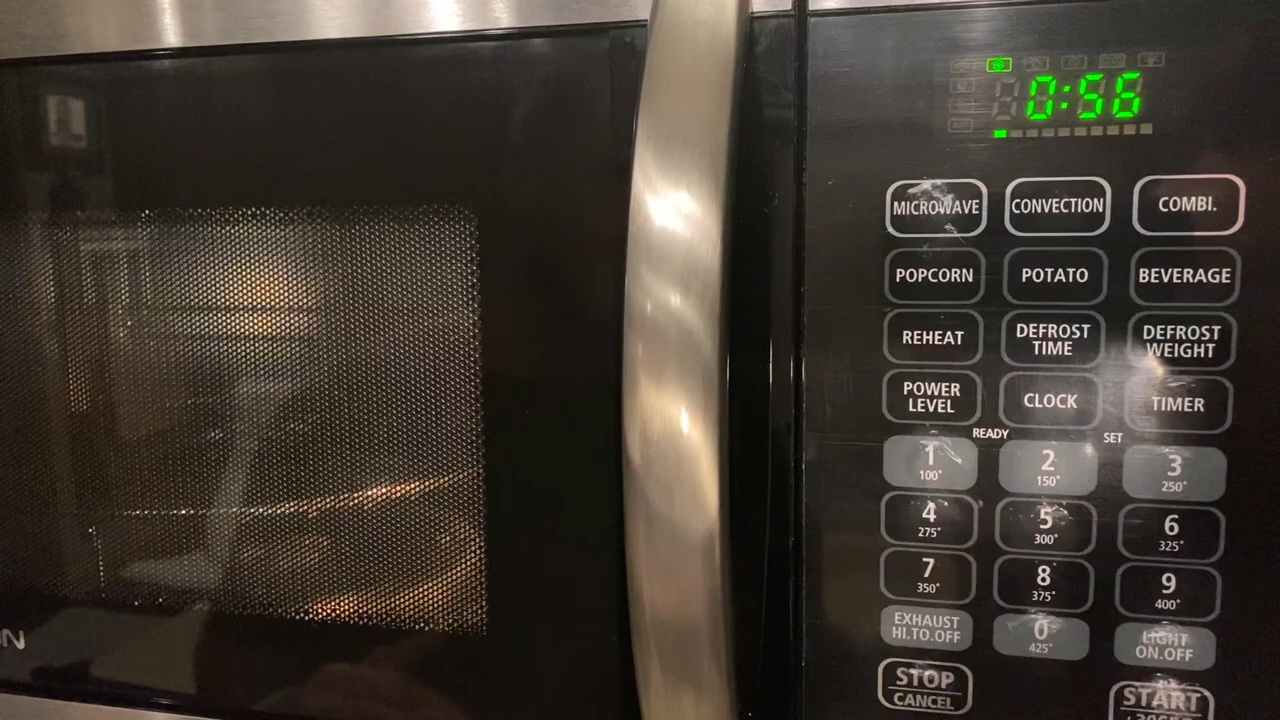 0:56
MICROWAVE CONVECTION COMBI.
POPCORN POTATO BEVERAGE
REHEAT DEFROST TIME DEFROST WEIGHT
POWER LEVEL CLOCK TIMER
READY SET
1 2 3
100° 150° 250°
4 5 6
275° 300° 325°
7 8 9
350° 375° 400°
EXHAUST HI.TO.OFF 0 LIGHT ON.OFF
425°
STOP START
CANCEL